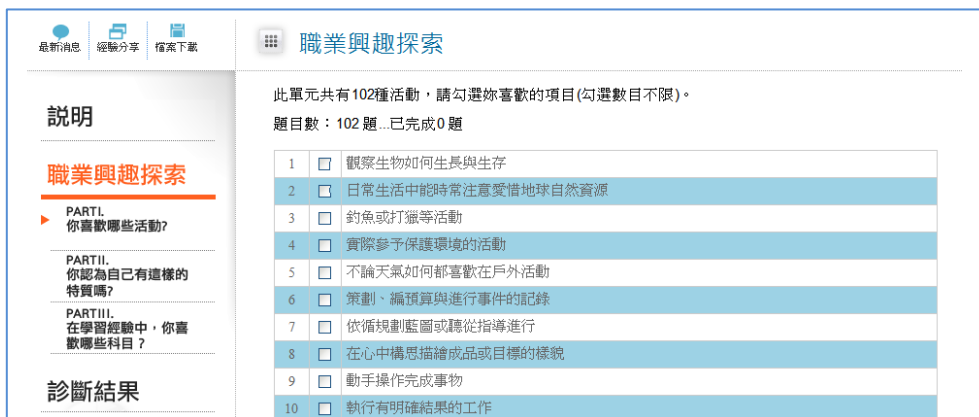 最新消息 經驗分享 檔案下載
職業興趣探索
說明
職業興趣探索
PARTI.
你喜歡哪些活動?
PARTII.
你認為自己有這樣的
特質嗎?
PARTIII.
在學習經驗中，你喜
歡哪些科目？
診斷結果
此單元共有102種活動，請勾選妳喜歡的項目(勾選數目不限)。
題目數：102 題...已完成0 題
1 觀察生物如何生長與生存
2 日常生活中能時常注意愛惜地球自然資源
3 釣魚或打獵等活動
4 實際參予保護環境的活動
5 不論天氣如何都喜歡在戶外活動
6 策劃、編預算與進行事件的記錄
7 依循規劃藍圖或聽從指導進行
8 在心中構思描繪成品或目標的樣貌
9 動手操作完成事物
10 執行有明確結果的工作